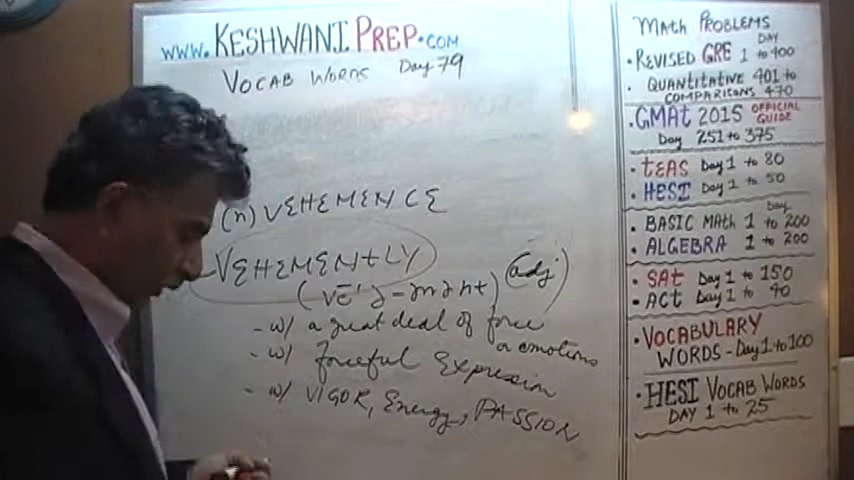 www.KESHWANIPREP.com
VOCAB WORDS Day 79
(n) VEHEMENCE
VEHEMENTLY
(adj)
(vē'ə-mənt)
- w/ a great deal of force
or emotions
- w/ forceful Expression
- w/ VIGOR, Energy, PASSION
Math PROBLEMS
DAY
• REVISED GRE 1 to 400
• QUANTITATIVE 401 to
COMPARISONS 470
• GMAt 2015 OFFICIAL
GUIDE
Day 251 to 375
• tEAS Day 1 to 80
• HESI Day 1 to 50
Day
• BASIC MAth 1 to 200
• ALGEBRA 1 to 200
• SAt Day 1 to 150
• ACt Day 1 to 40
• VOCABULARY
WORDS - Day 1 to 100
• HESI VOCAB WORDS
DAY 1 to 25